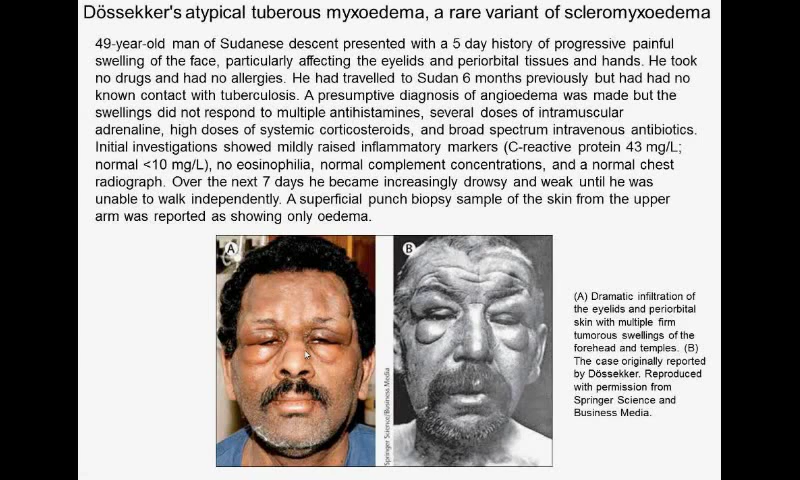 Dössekker's atypical tuberous myxoedema, a rare variant of scleromyxoedema
49-year-old man of Sudanese descent presented with a 5 day history of progressive painful
swelling of the face, particularly affecting the eyelids and periorbital tissues and hands. He took
no drugs and had no allergies. He had travelled to Sudan 6 months previously but had had no
known contact with tuberculosis. A presumptive diagnosis of angioedema was made but the
swellings did not respond to multiple antihistamines, several doses of intramuscular
adrenaline, high doses of systemic corticosteroids, and broad spectrum intravenous antibiotics.
Initial investigations showed mildly raised inflammatory markers (C-reactive protein 43 mg/L;
normal <10 mg/L), no eosinophilia, normal complement concentrations, and a normal chest
radiograph. Over the next 7 days he became increasingly drowsy and weak until he was
unable to walk independently. A superficial punch biopsy sample of the skin from the upper
arm was reported as showing only oedema.
A
B
Springer Science/Business Media
(A) Dramatic infiltration of
the eyelids and periorbital
skin with multiple firm
tumorous swellings of the
forehead and temples. (B)
The case originally reported
by Dössekker. Reproduced
with permission from
Springer Science and
Business Media.